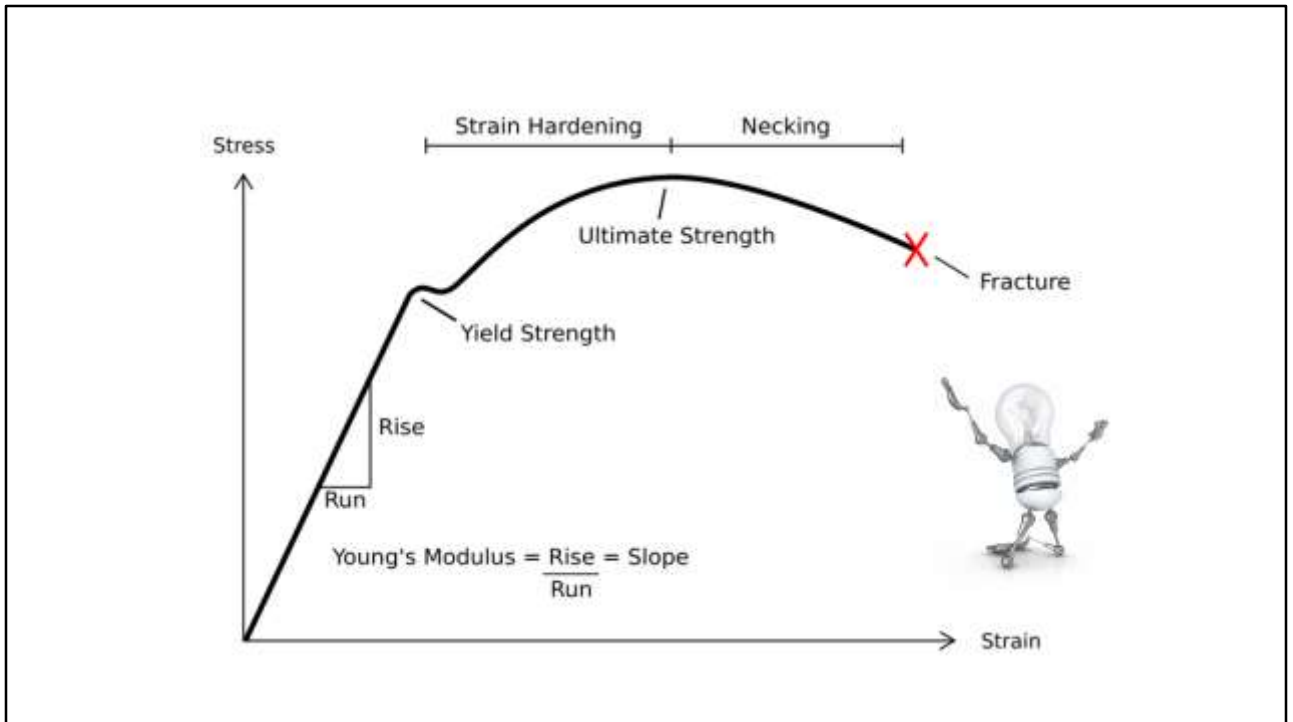 Strain Hardening
Necking
Stress
Ultimate Strength
Fracture
Yield Strength
Rise
Run
Young's Modulus = Rise = Slope
Run
Strain